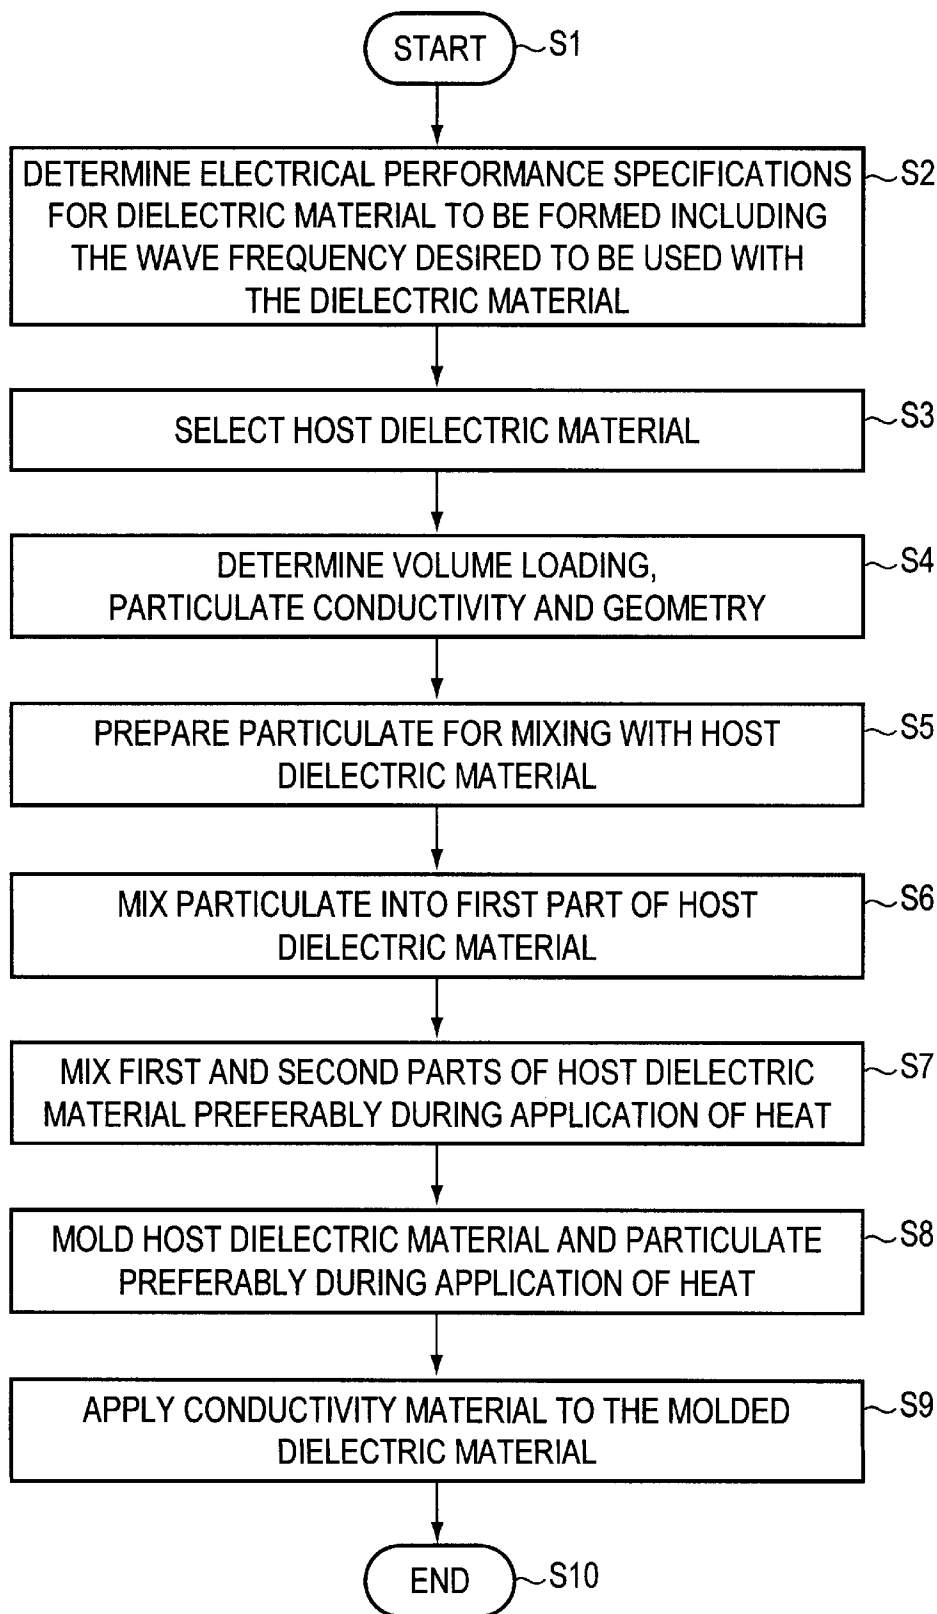 START
S1
DETERMINE ELECTRICAL PERFORMANCE SPECIFICATIONS
FOR DIELECTRIC MATERIAL TO BE FORMED INCLUDING
THE WAVE FREQUENCY DESIRED TO BE USED WITH
THE DIELECTRIC MATERIAL
S2
SELECT HOST DIELECTRIC MATERIAL
S3
DETERMINE VOLUME LOADING,
PARTICULATE CONDUCTIVITY AND GEOMETRY
S4
PREPARE PARTICULATE FOR MIXING WITH HOST
DIELECTRIC MATERIAL
S5
MIX PARTICULATE INTO FIRST PART OF HOST
DIELECTRIC MATERIAL
S6
MIX FIRST AND SECOND PARTS OF HOST DIELECTRIC
MATERIAL PREFERABLY DURING APPLICATION OF HEAT
S7
MOLD HOST DIELECTRIC MATERIAL AND PARTICULATE
PREFERABLY DURING APPLICATION OF HEAT
S8
APPLY CONDUCTIVITY MATERIAL TO THE MOLDED
DIELECTRIC MATERIAL
S9
END
S10